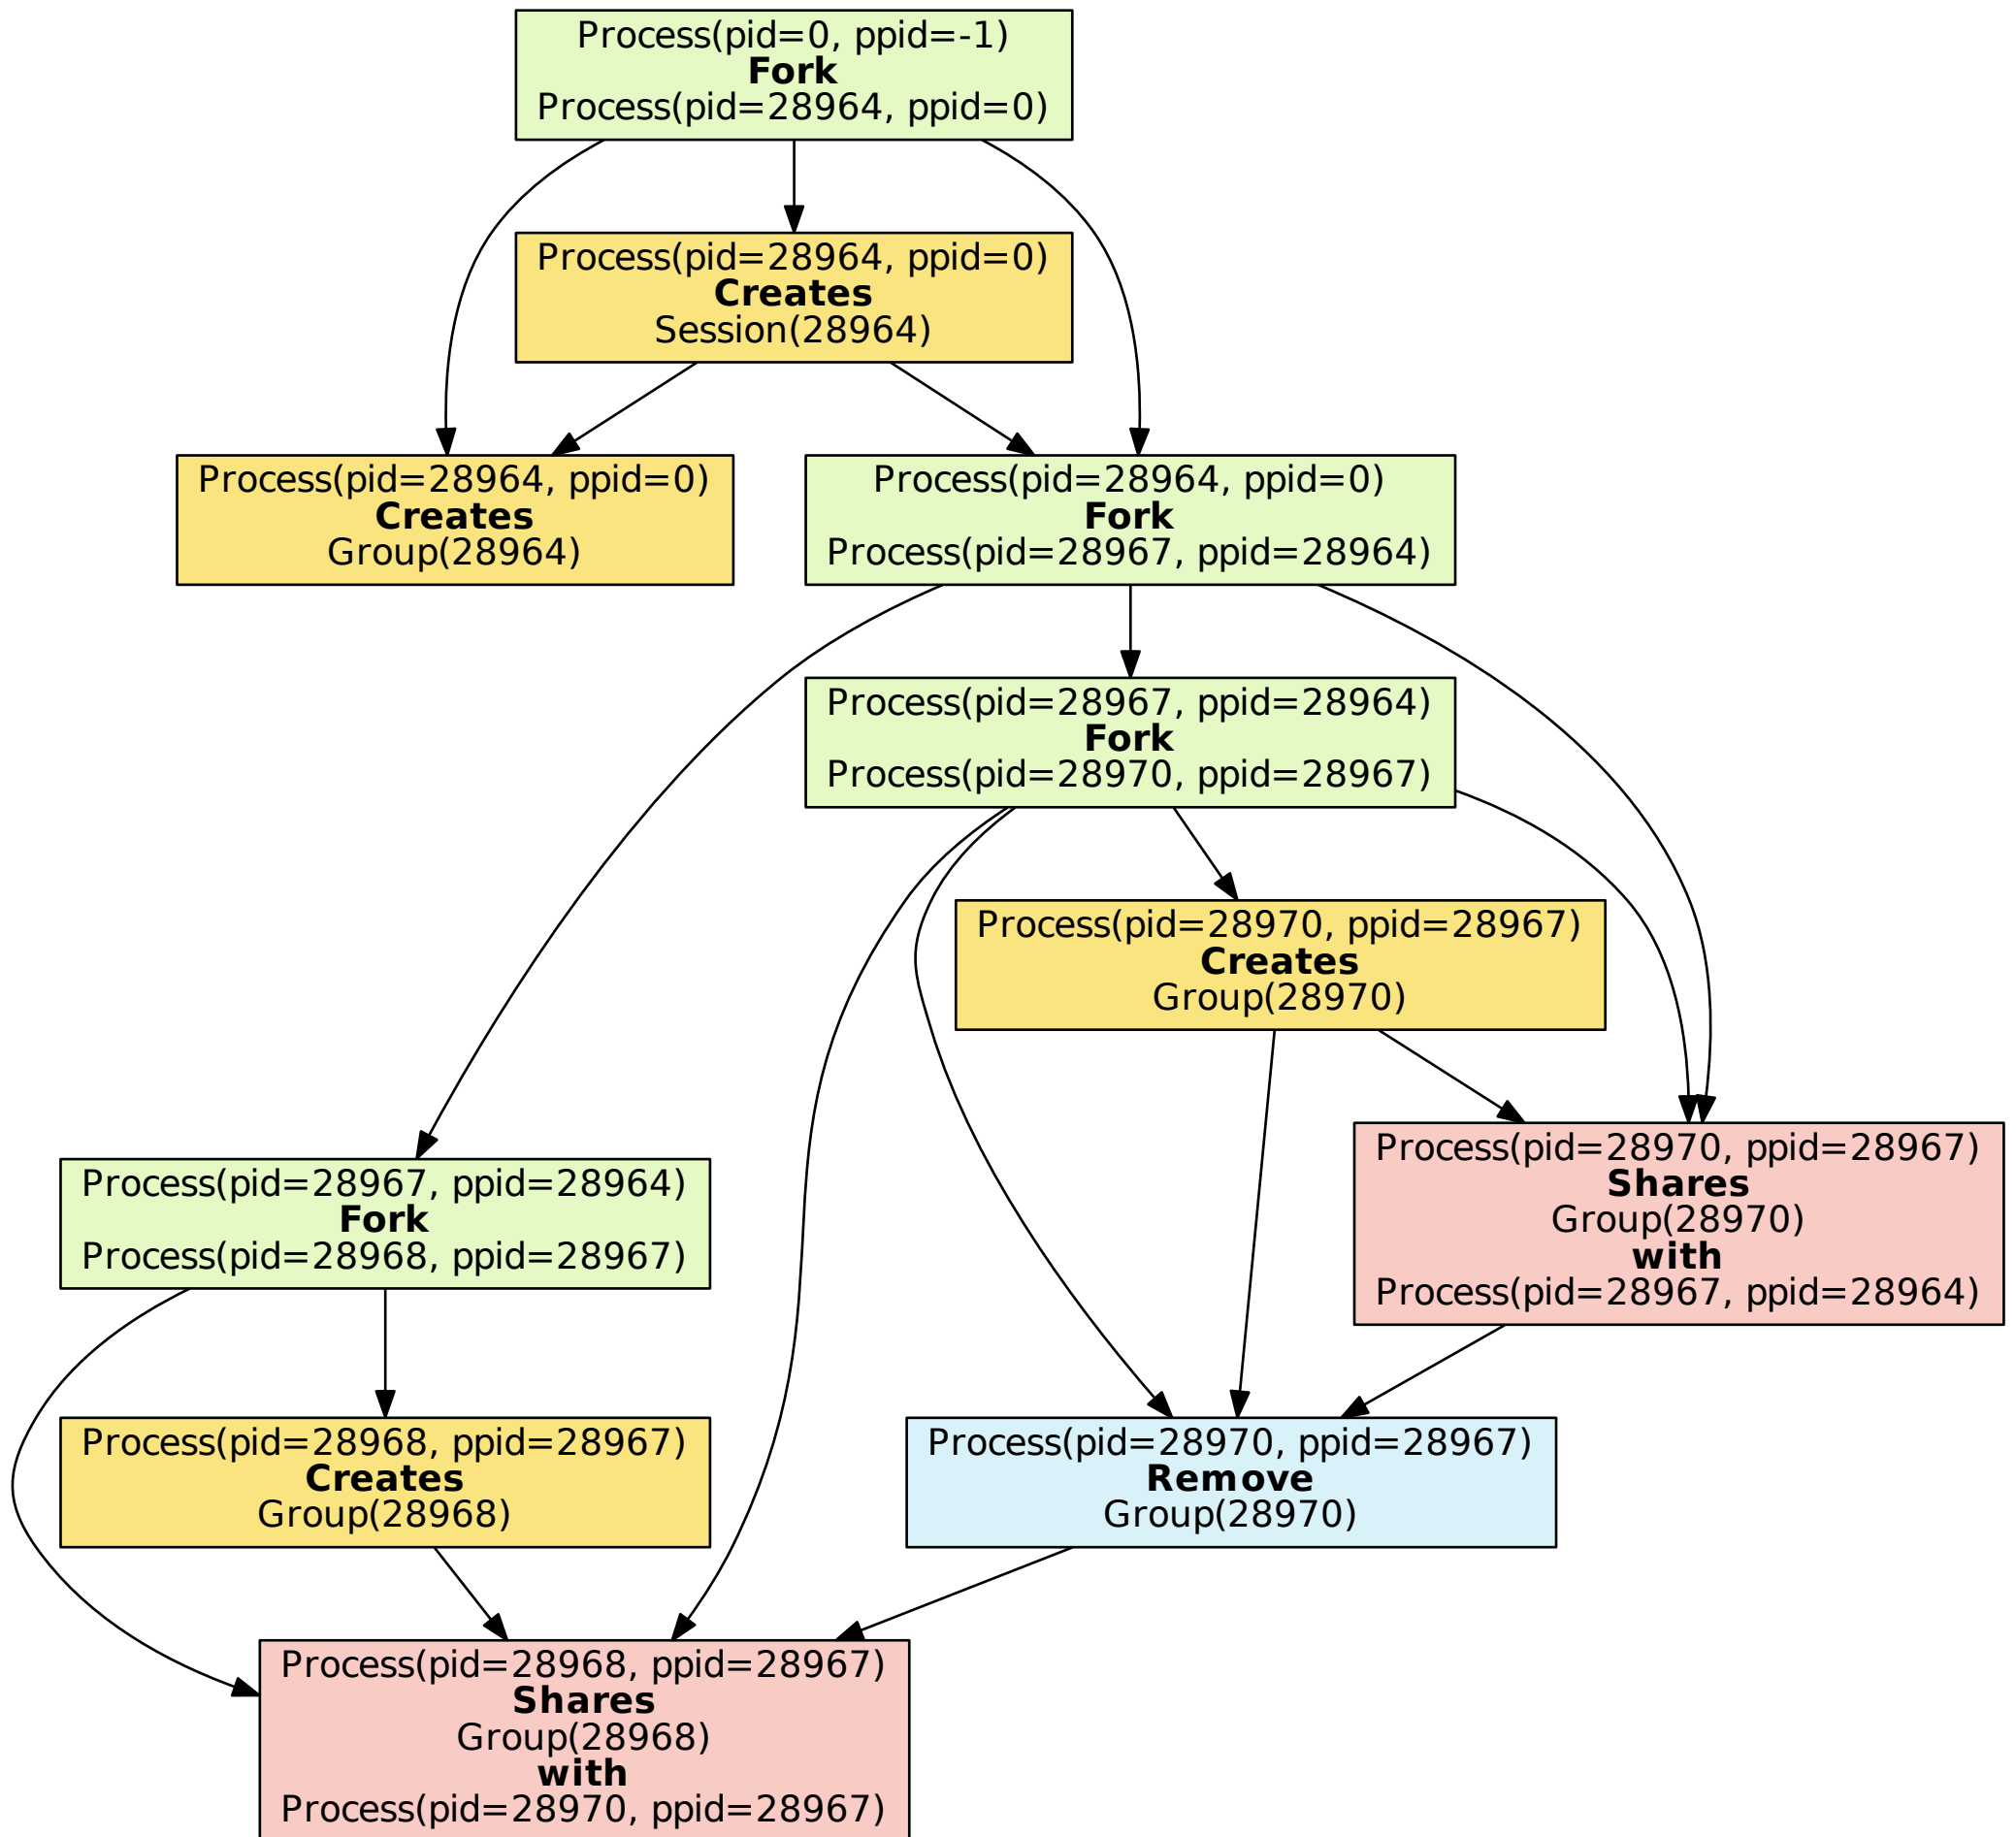 Process(pid=0, ppid=-1)
Fork
Process(pid=28964, ppid=0)
Process(pid=28964, ppid=0)
Creates
Session(28964)
Process(pid=28964, ppid=0)
Creates
Group(28964)
Process(pid=28964, ppid=0)
Fork
Process(pid=28967, ppid=28964)
Process(pid=28967, ppid=28964)
Fork
Process(pid=28970, ppid=28967)
Process(pid=28970, ppid=28967)
Creates
Group(28970)
Process(pid=28970, ppid=28967)
Shares
Group(28970)
with
Process(pid=28967, ppid=28964)
Process(pid=28967, ppid=28964)
Fork
Process(pid=28968, ppid=28967)
Process(pid=28968, ppid=28967)
Creates
Group(28968)
Process(pid=28970, ppid=28967)
Remove
Group(28970)
Process(pid=28968, ppid=28967)
Shares
Group(28968)
with
Process(pid=28970, ppid=28967)